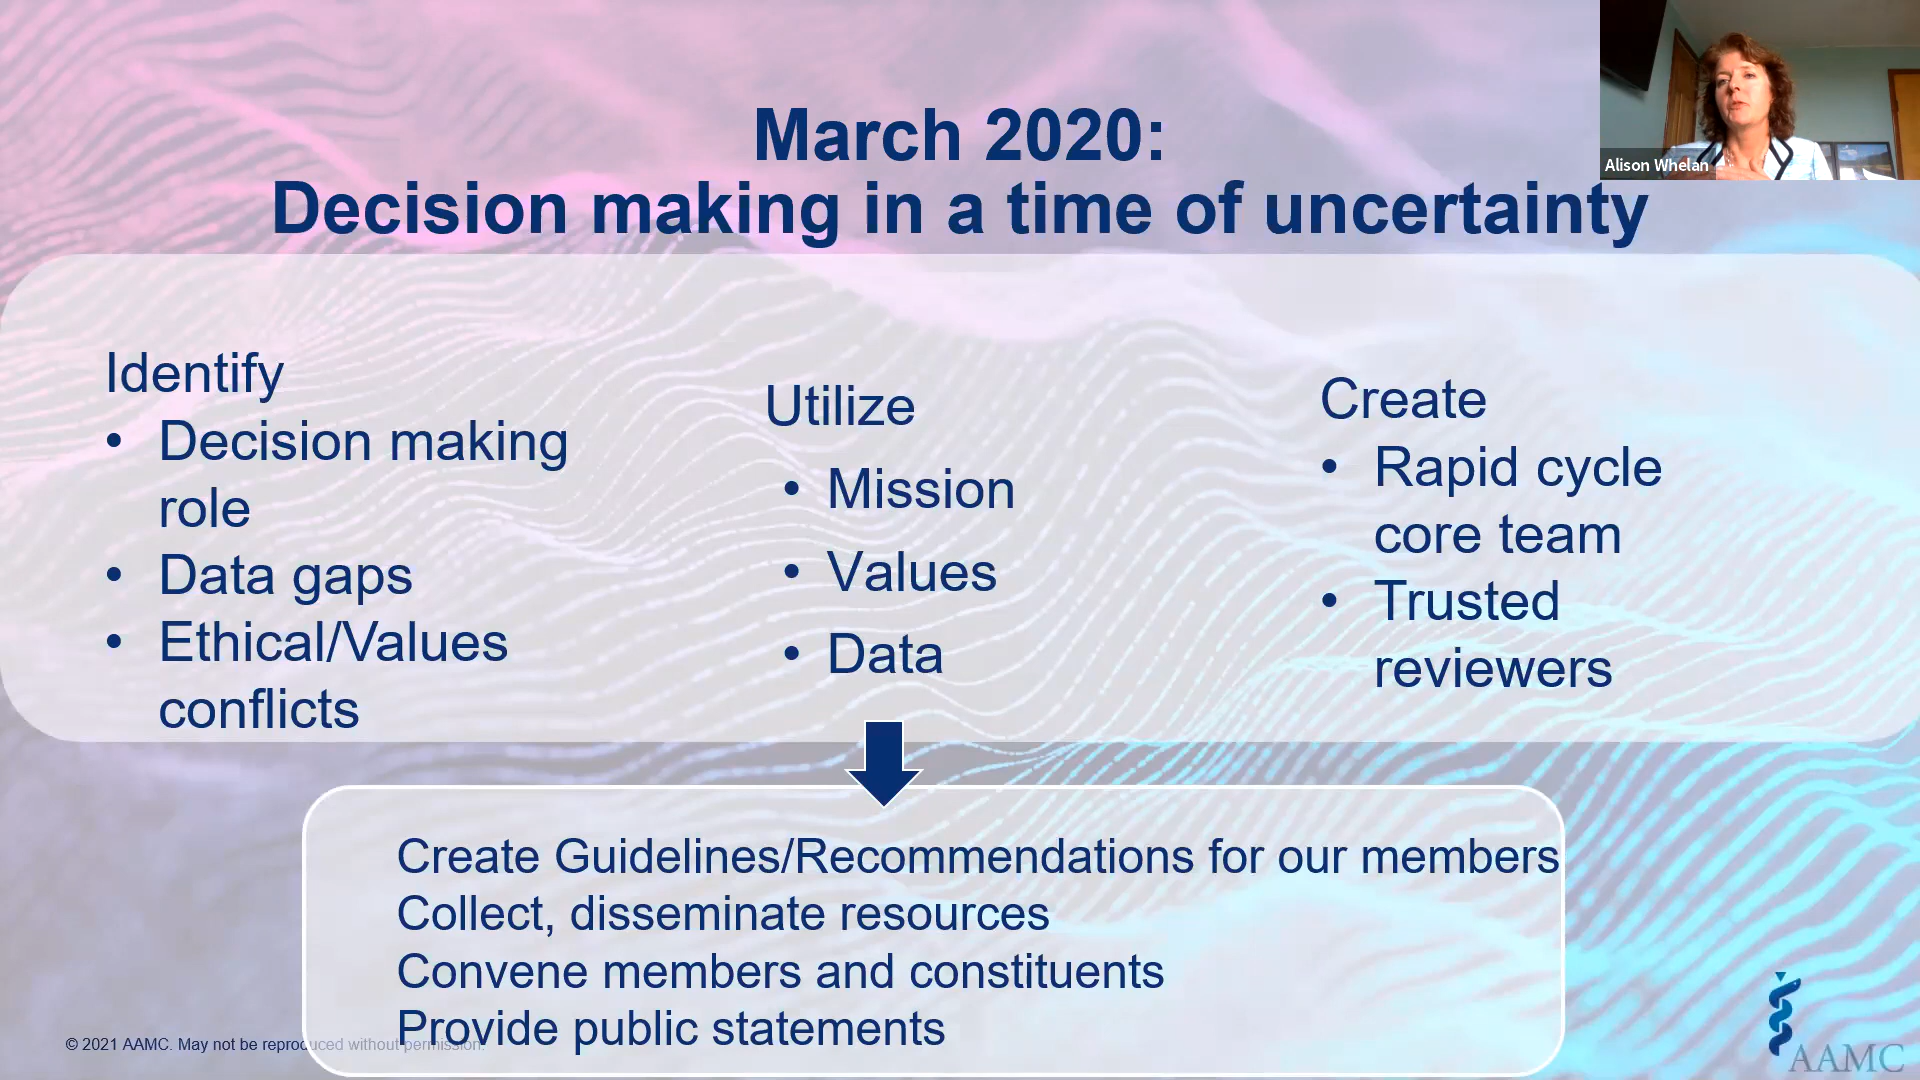 March 2020:
Decision making in a time of uncertainty
Alison Whelan
Identify
• Decision making
role
• Data gaps
• Ethical/Values
conflicts
Utilize
• Mission
• Values
• Data
Create
• Rapid cycle
core team
• Trusted
reviewers
Create Guidelines/Recommendations for our members
Collect, disseminate resources
Convene members and constituents
Provide public statements
© 2021 AAMC. May not be reproduced without permission.
AAMC